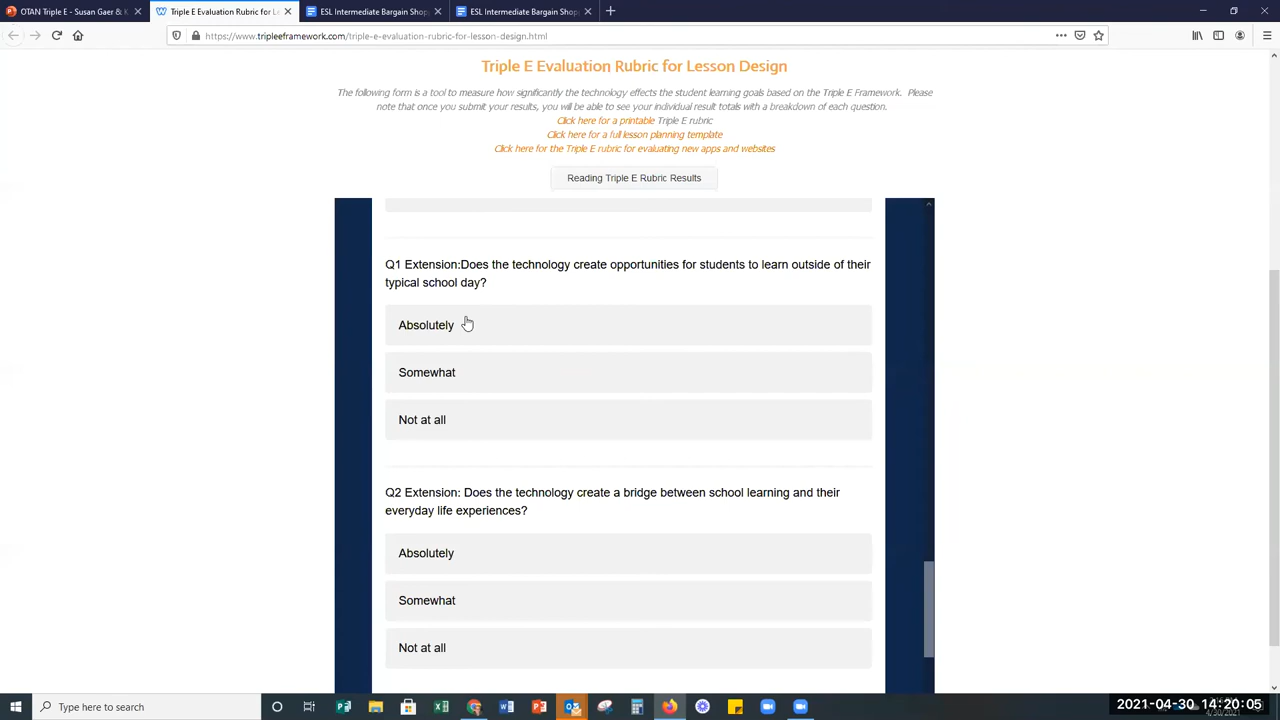 OTAN Triple E - Susan Gaer &
Triple E Evaluation Rubric for Le
ESL Intermediate Bargain Shop
ESL Intermediate Bargain Shop
https://www.tripleeframework.com/triple-e-evaluation-rubric-for-lesson-design.html
Triple E Evaluation Rubric for Lesson Design
The following form is a tool to measure how significantly the technology effects the student learning goals based on the Triple E Framework. Please
note that once you submit your results, you will be able to see your individual result totals with a breakdown of each question.
Click here for a printable Triple E rubric
Click here for a full lesson planning template
Click here for the Triple E rubric for evaluating new apps and websites
Reading Triple E Rubric Results
Q1 Extension:Does the technology create opportunities for students to learn outside of their
typical school day?
Absolutely
Somewhat
Not at all
Q2 Extension: Does the technology create a bridge between school learning and their
everyday life experiences?
Absolutely
Somewhat
Not at all
Type here to search
2021-04-30 14:20:05